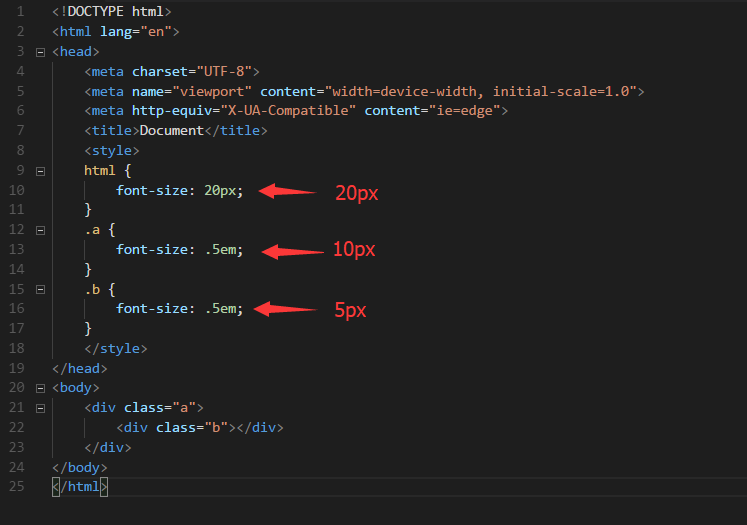 1 <!DOCTYPE html>
2 <html lang="en">
3 <head>
4 <meta charset="UTF-8">
5 <meta name="viewport" content="width=device-width, initial-scale=1.0">
6 <meta http-equiv="X-UA-Compatible" content="ie=edge">
7 <title>Document</title>
8 <style>
9 html {
10 font-size: 20px; 20px
11 }
12 .a {
13 font-size: .5em; 10px
14 }
15 .b {
16 font-size: .5em; 5px
17 }
18 </style>
19 </head>
20 <body>
21 <div class="a">
22 <div class="b"></div>
23 </div>
24 </body>
25 </html>